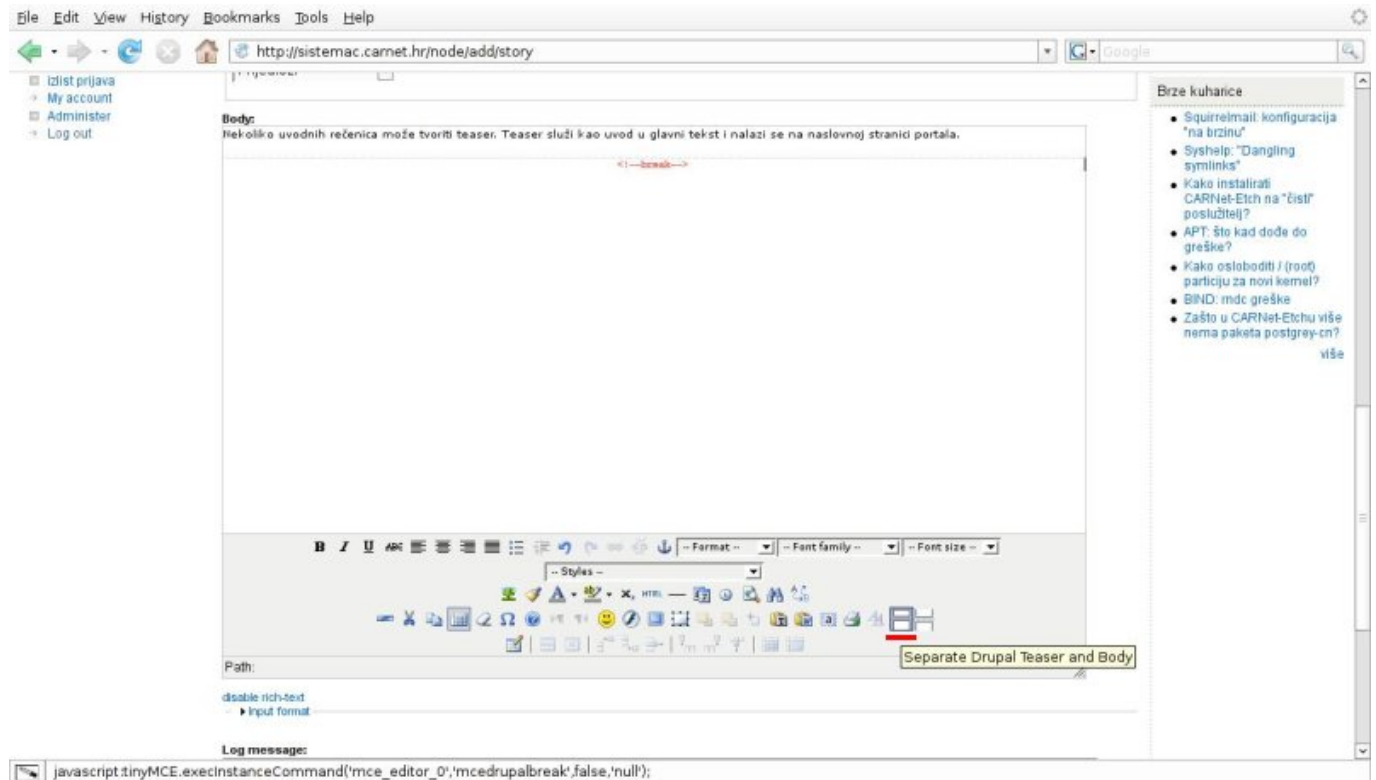 File Edit View History Bookmarks Tools Help
http://sistemac.carnet.hr/node/add/story
Google
izlist prijava
My account
Administer
Log out
Prijedlozi
Body:
Nekoliko uvodnih rečenica može tvoriti teaser. Teaser služi kao uvod u glavni tekst i nalazi se na naslovnoj stranici portala.
<!--break-->
-- Format --
-- Font family --
-- Font size --
-- Styles --
HTML
Path:
Separate Drupal Teaser and Body
disable rich-text
Input format
Log message:
Brze kuharice
Squirrelmail: konfiguracija
"na brzinu"
Syshelp: "Dangling
symlinks"
Kako instalirati
CARNet-Etch na "čisti"
poslužitelj?
APT: što kad dođe do
greške?
Kako osloboditi / (root)
particiju za novi kernel?
BIND: rndc greške
Zašto u CARNet-Etchu više
nema paketa postgrey-cn?
više
javascript:tinyMCE.execInstanceCommand('mce_editor_0','mcedrupalbreak',false,'null');